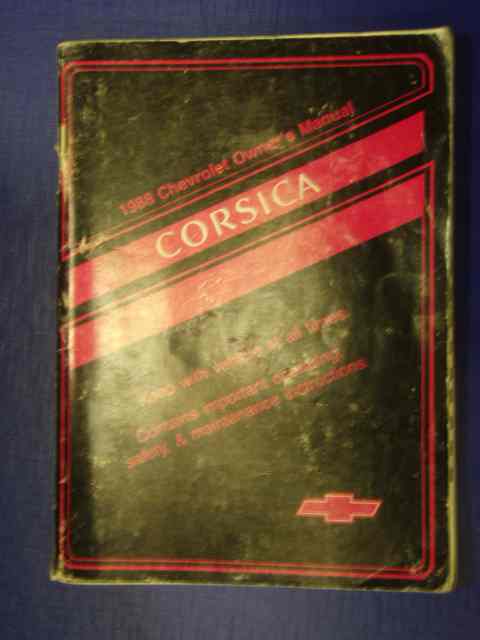 1988 Chevrolet Owner's Manual
CORSICA
Keep with vehicle at all times.
Contains important operating,
safety, & maintenance instructions.